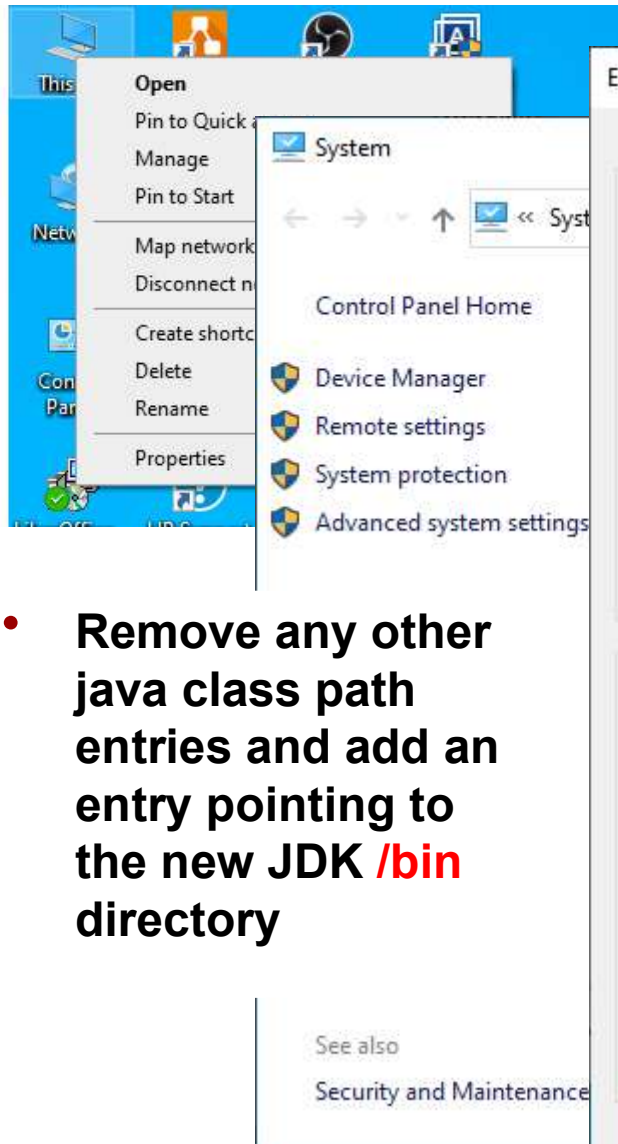 This
Open
Pin to Quick
Manage
Pin to Start
Map network
Disconnect
Create shortc
Delete
Rename
Properties
Netw
Con
Par
System
« Syst
Control Panel Home
Device Manager
Remote settings
System protection
Advanced system settings
E
• Remove any other
java class path
entries and add an
entry pointing to
the new JDK /bin
directory
See also
Security and Maintenance